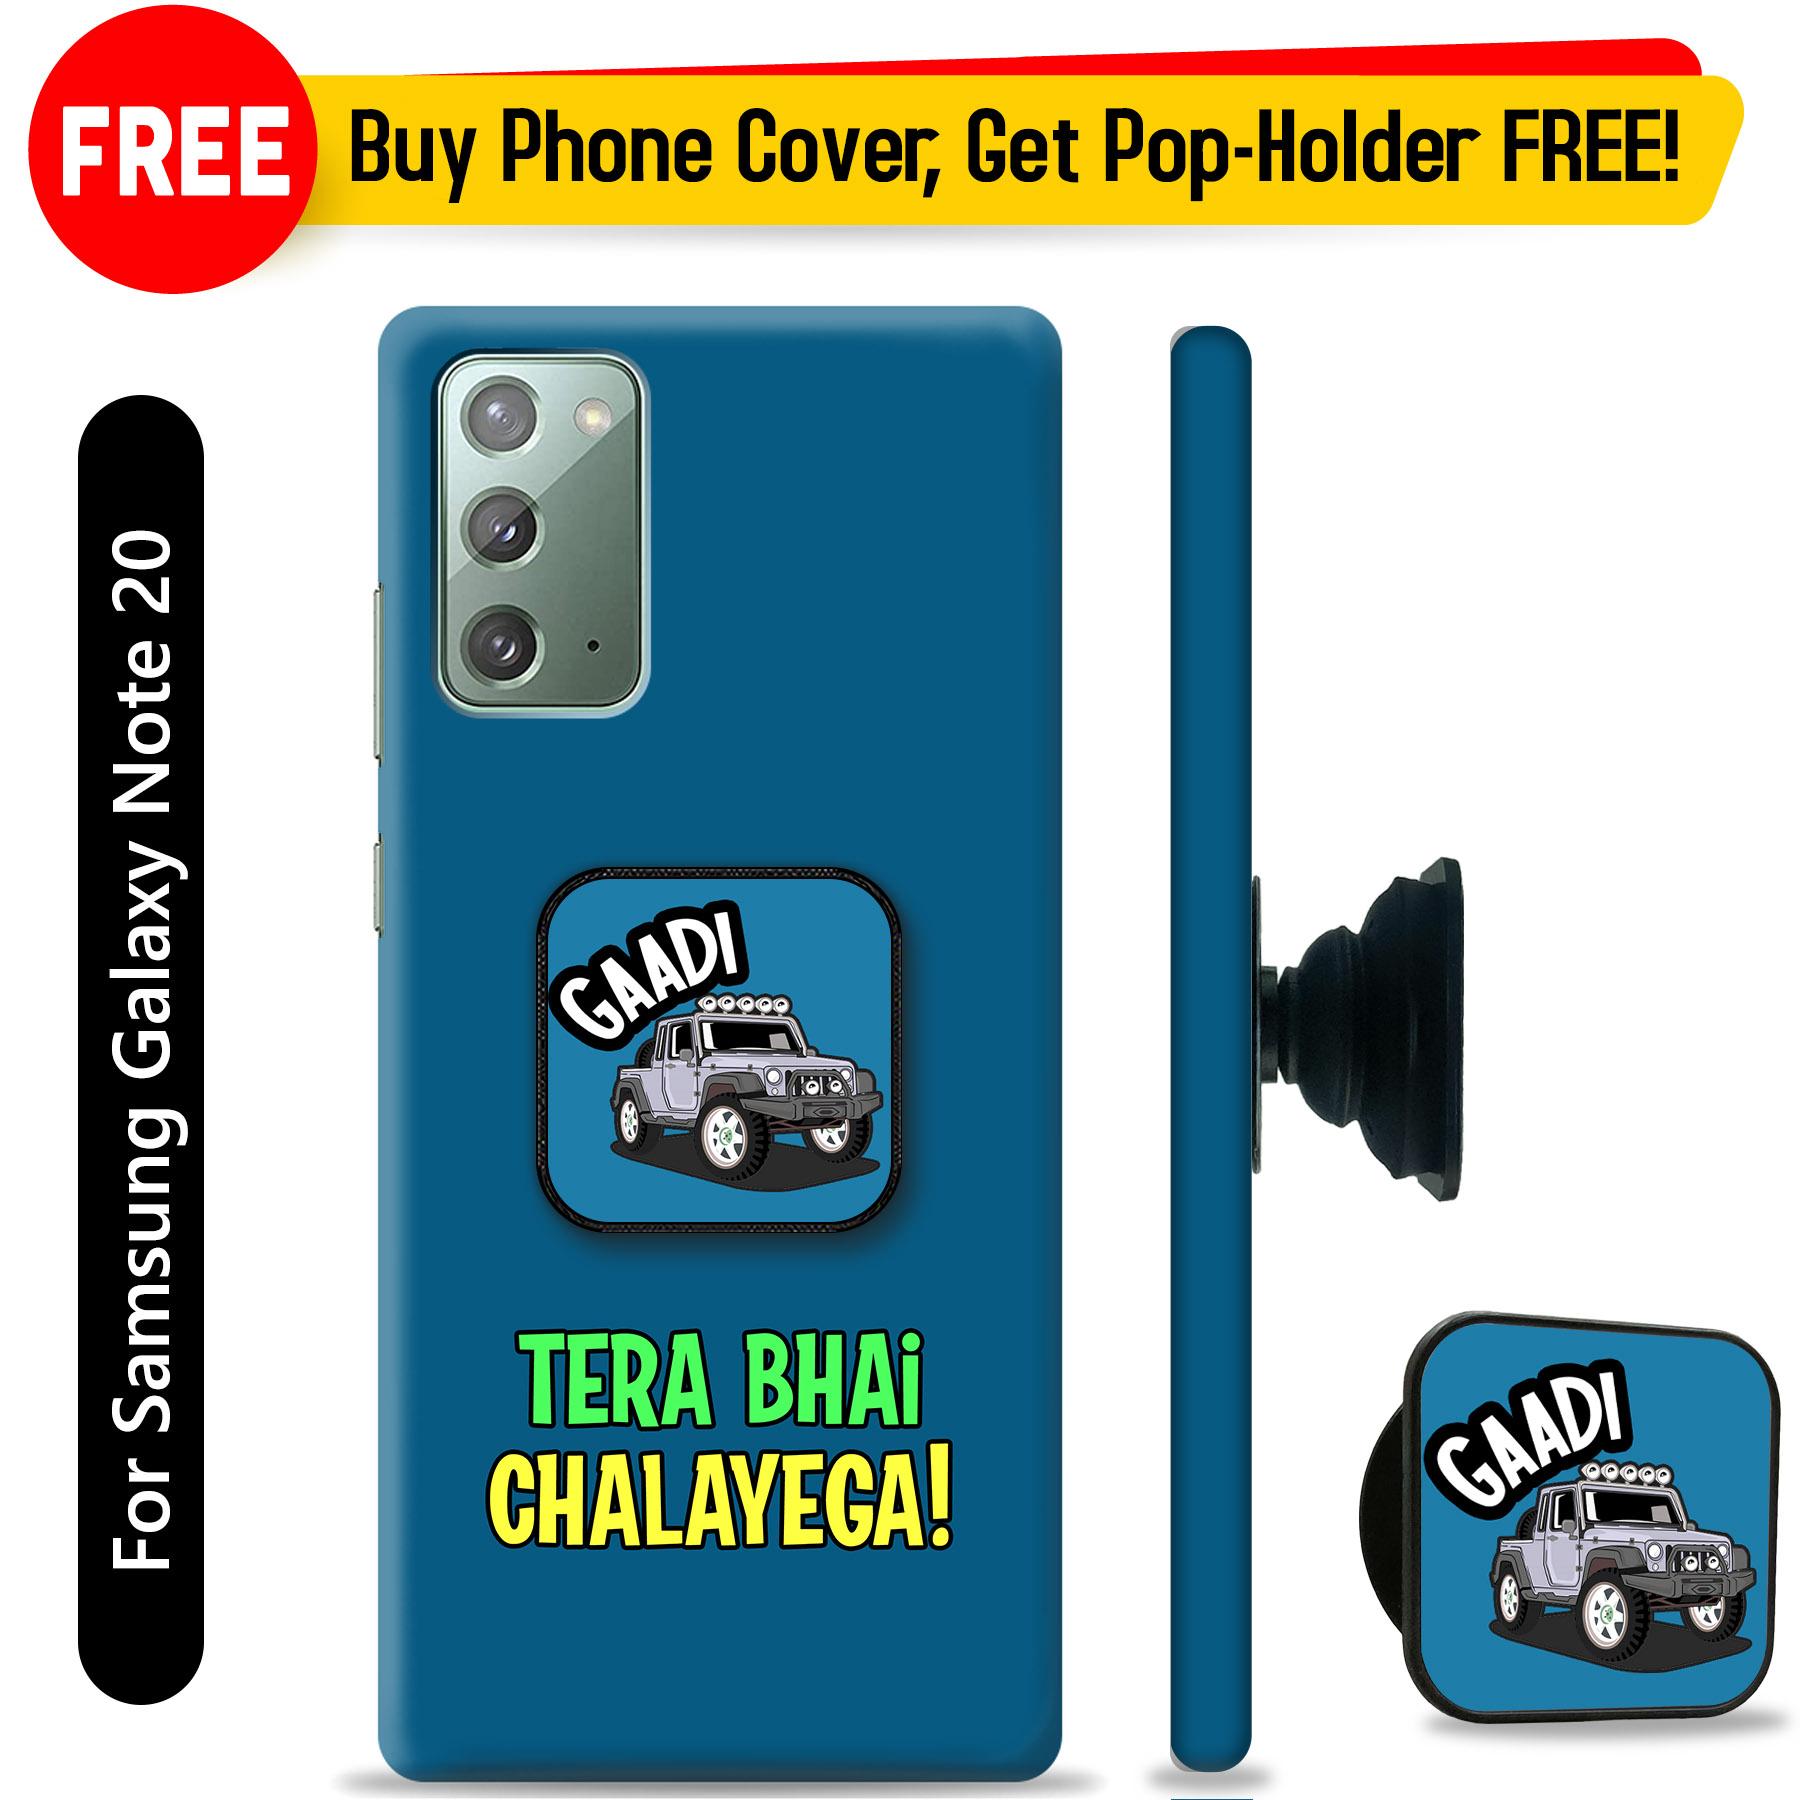 FREE
Buy Phone Cover, Get Pop-Holder FREE!
For Samsung Galaxy Note 20
GAADI
TERA BHAi
CHALAYEGA!
GAADI